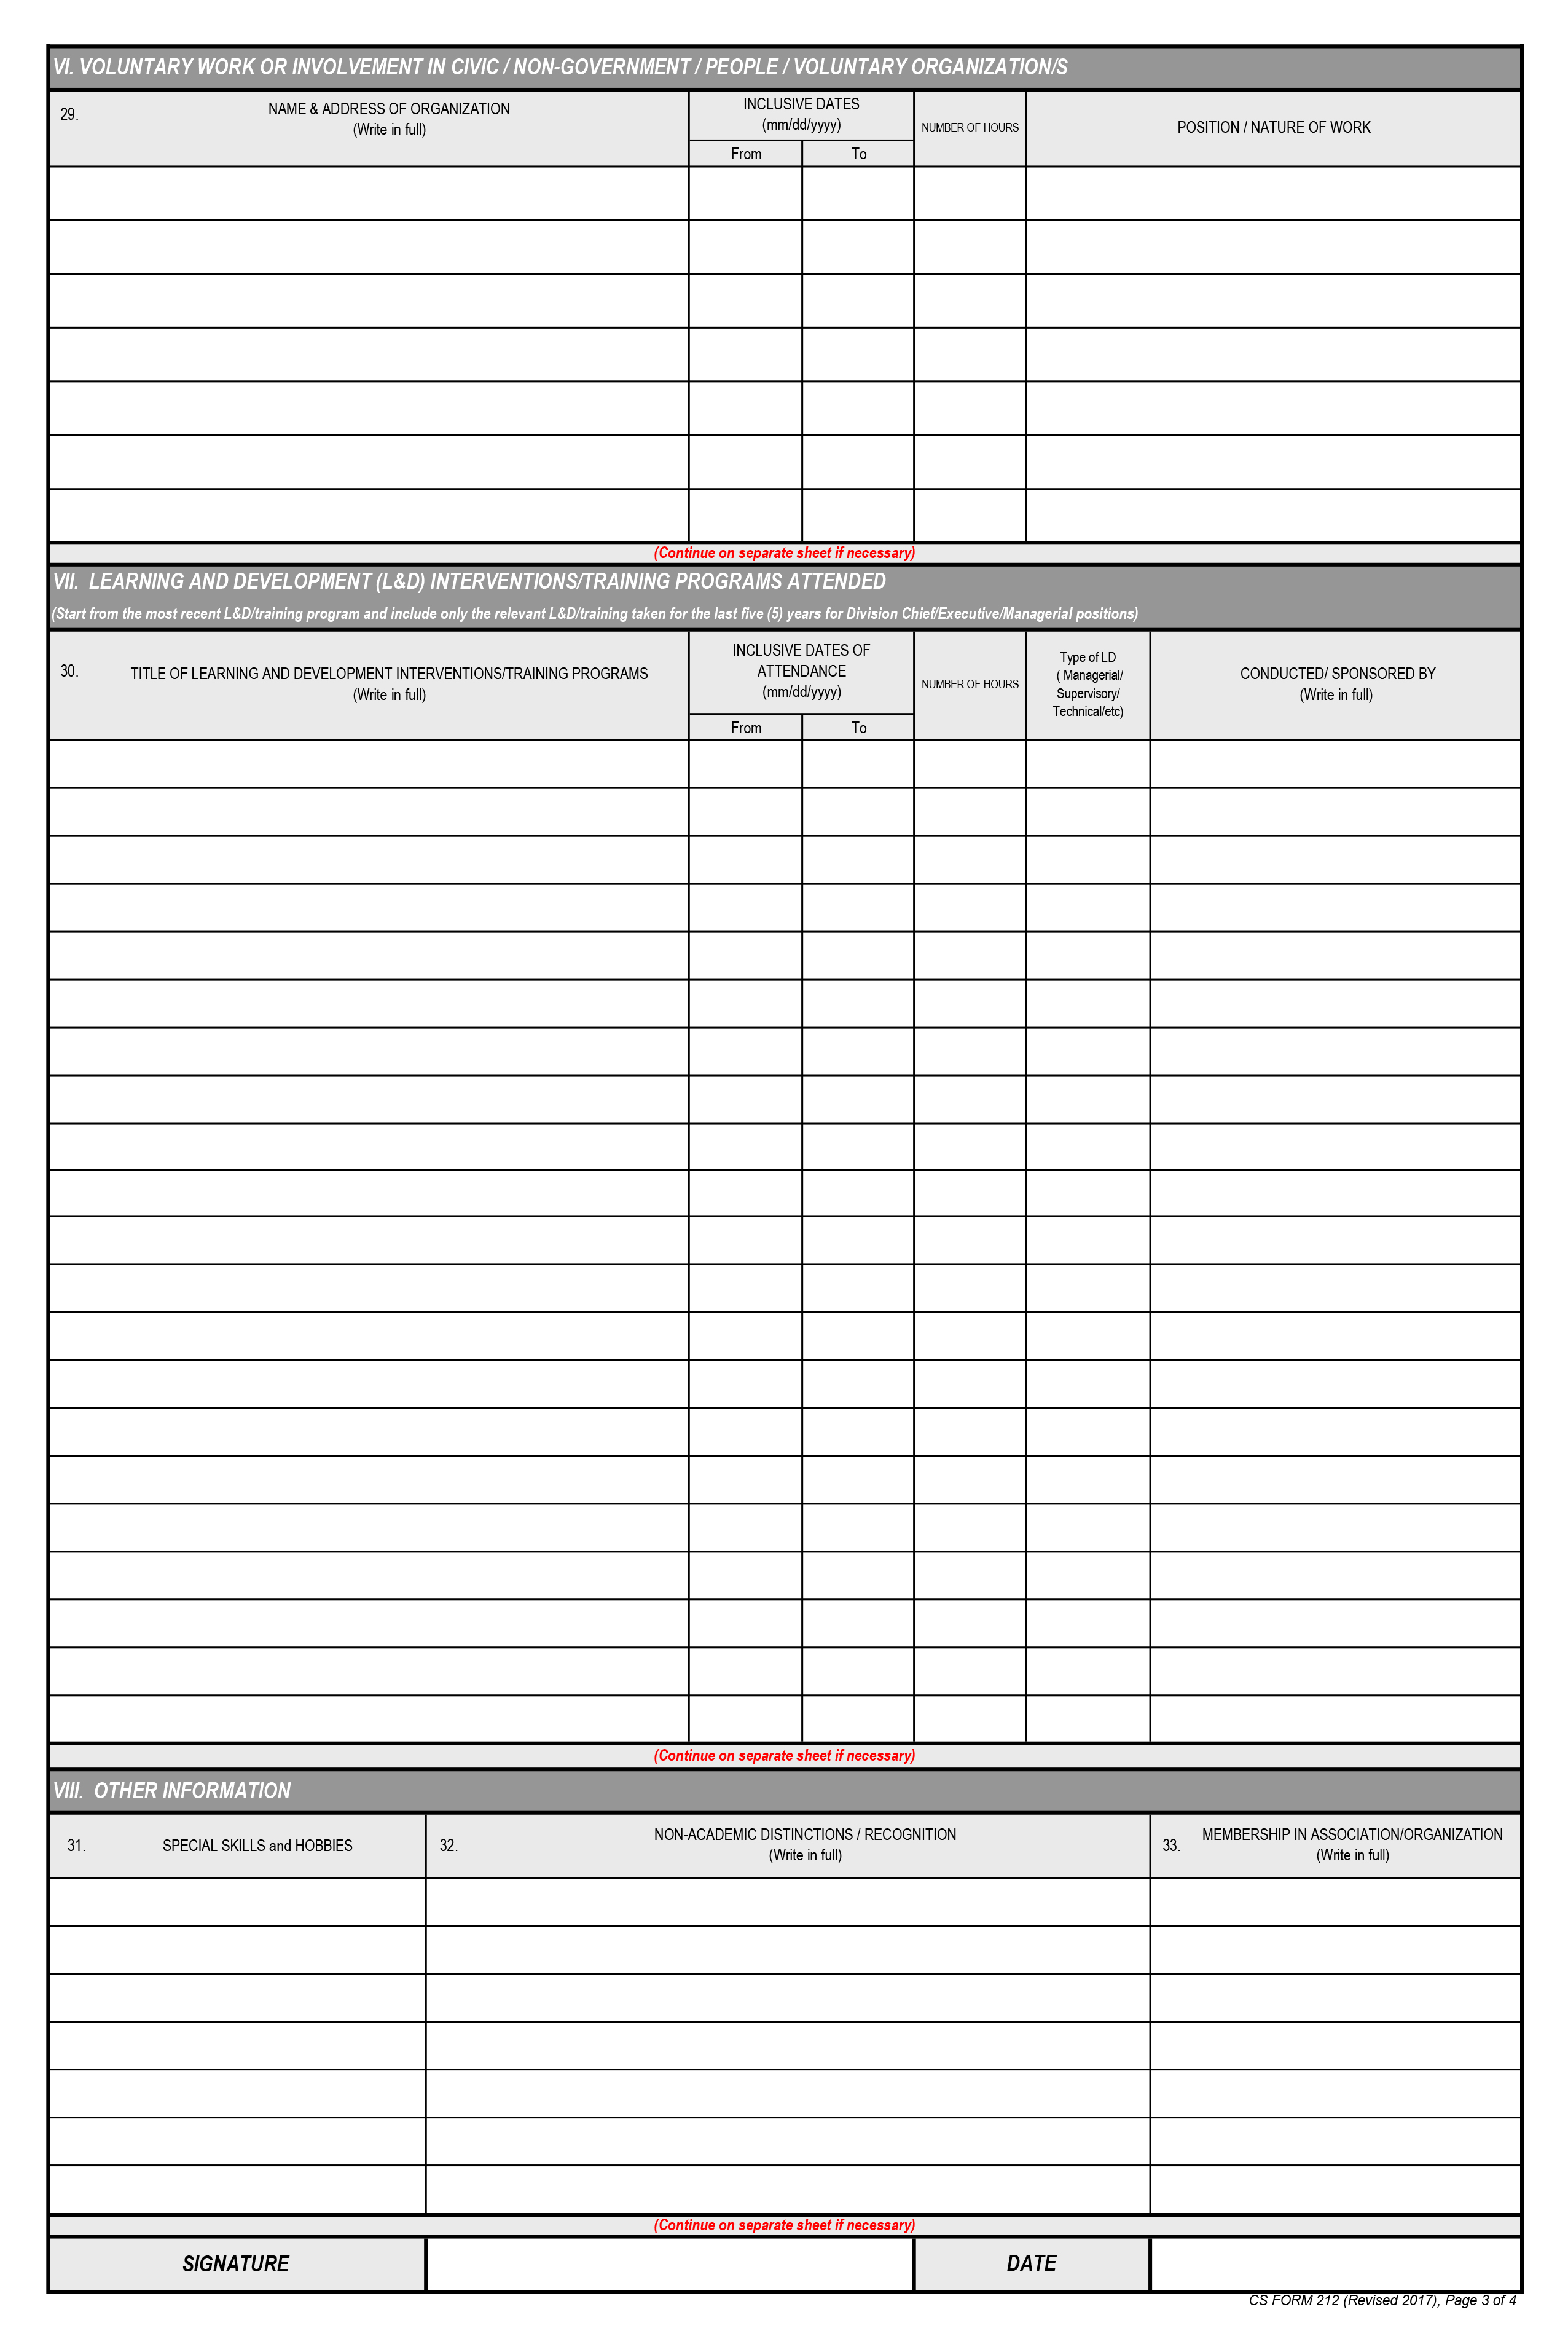 VI. VOLUNTARY WORK OR INVOLVEMENT IN CIVIC / NON-GOVERNMENT / PEOPLE / VOLUNTARY ORGANIZATION/S
29.
NAME & ADDRESS OF ORGANIZATION
(Write in full)
INCLUSIVE DATES
(mm/dd/yyyy)
From
To
NUMBER OF HOURS
POSITION / NATURE OF WORK
(Continue on separate sheet if necessary)
VII. LEARNING AND DEVELOPMENT (L&D) INTERVENTIONS/TRAINING PROGRAMS ATTENDED
(Start from the most recent L&D/training program and include only the relevant L&D/training taken for the last five (5) years for Division Chief/Executive/Managerial positions)
30.
TITLE OF LEARNING AND DEVELOPMENT INTERVENTIONS/TRAINING PROGRAMS
(Write in full)
INCLUSIVE DATES OF
ATTENDANCE
(mm/dd/yyyy)
From
To
NUMBER OF HOURS
Type of LD
( Managerial/
Supervisory/
Technical/etc)
CONDUCTED/ SPONSORED BY
(Write in full)
(Continue on separate sheet if necessary)
VIII. OTHER INFORMATION
31.
SPECIAL SKILLS and HOBBIES
32.
NON-ACADEMIC DISTINCTIONS / RECOGNITION
(Write in full)
33.
MEMBERSHIP IN ASSOCIATION/ORGANIZATION
(Write in full)
(Continue on separate sheet if necessary)
SIGNATURE
DATE
CS FORM 212 (Revised 2017), Page 3 of 4